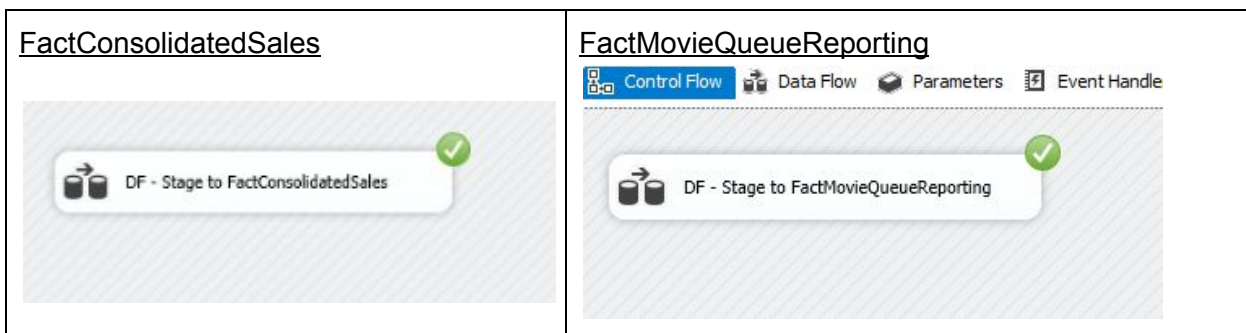 FactConsolidatedSales
DF - Stage to FactConsolidatedSales
FactMovieQueueReporting
Control Flow Data Flow Parameters Event Handle
DF - Stage to FactMovieQueueReporting